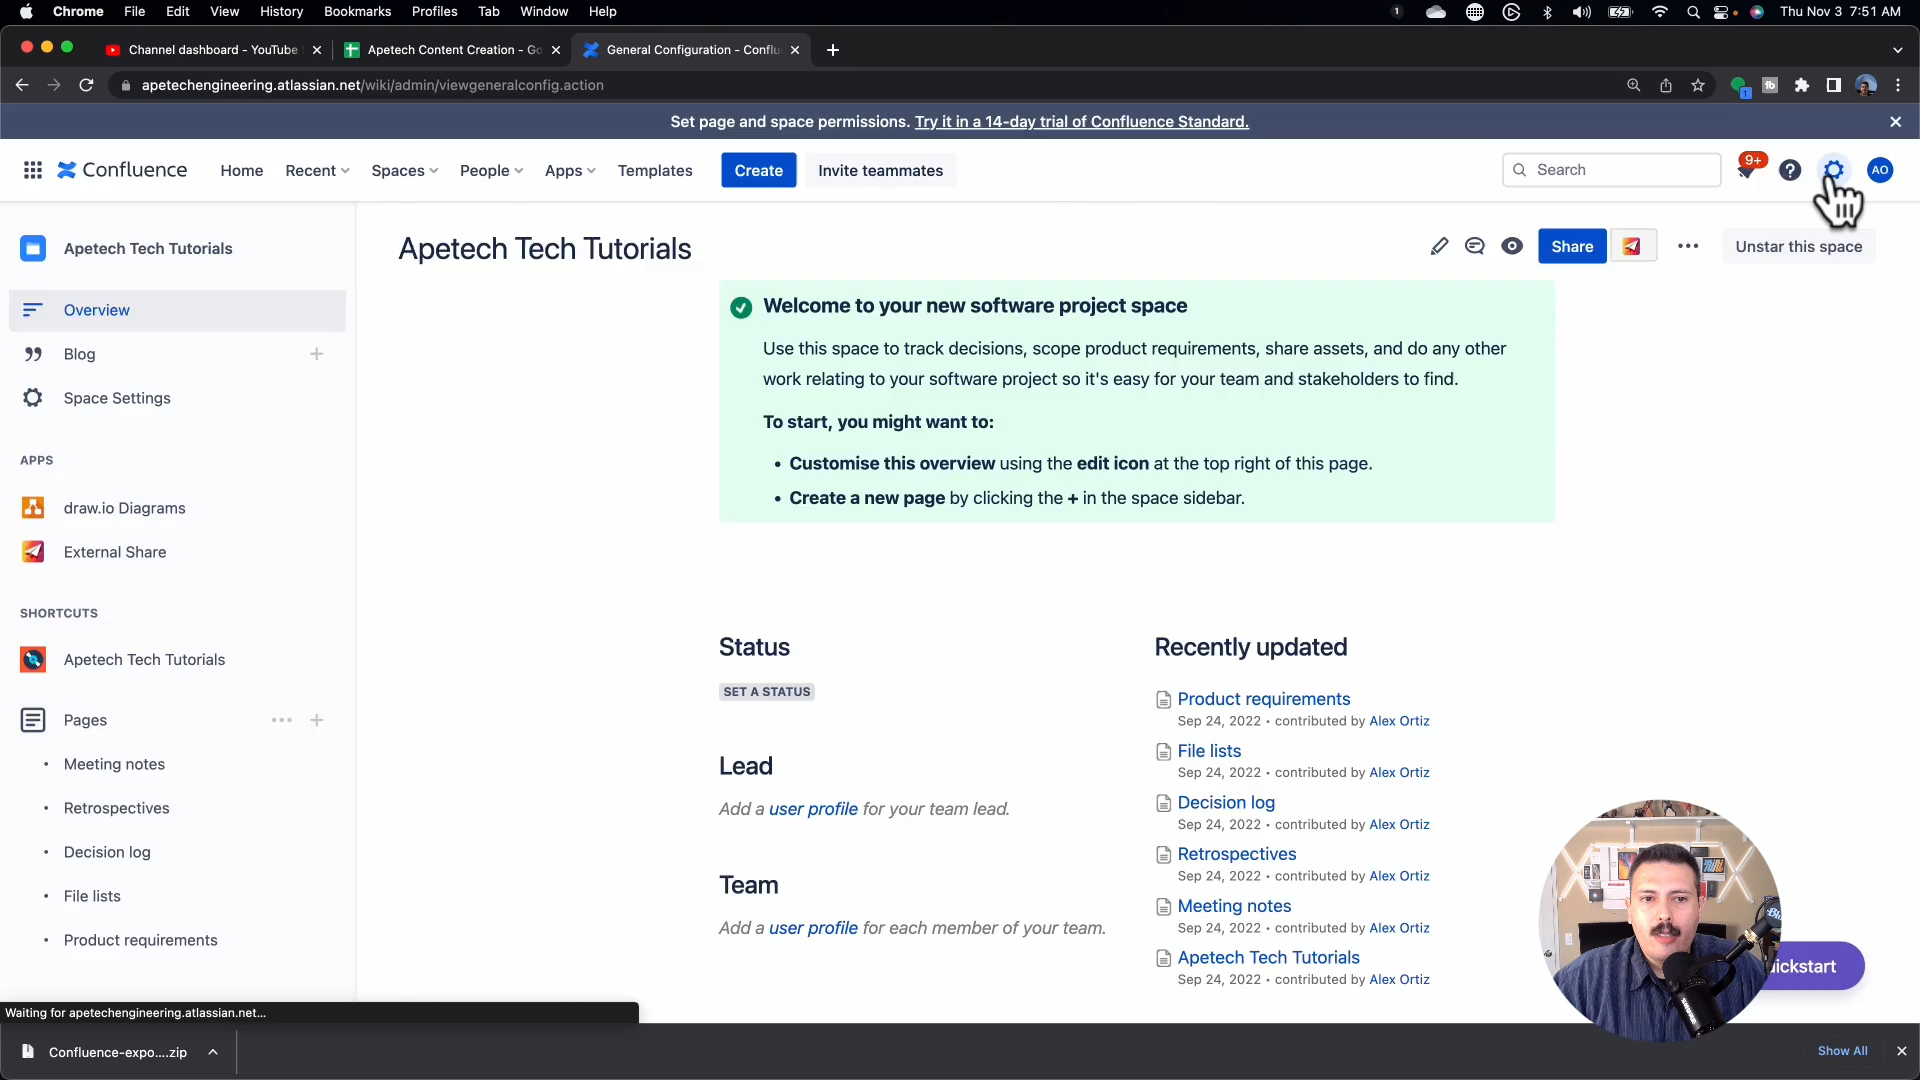 Chrome File Edit View History Bookmarks Profiles Tab Window Help
1 Thu Nov 3 7:51 AM
Channel dashboard - YouTube
Apetech Content Creation - Go
General Configuration - Conflu
apetechengineering.atlassian.net/wiki/admin/viewgeneralconfig.action
1
tb
Set page and space permissions. Try it in a 14-day trial of Confluence Standard.
Confluence
Home Recent Spaces People Apps Templates Create Invite teammates
Search
9+
AO
Apetech Tech Tutorials
Overview
Blog
Space Settings
APPS
draw.io Diagrams
External Share
SHORTCUTS
Apetech Tech Tutorials
Pages
• Meeting notes
• Retrospectives
• Decision log
• File lists
• Product requirements
Apetech Tech Tutorials
Share
Unstar this space
Welcome to your new software project space
Use this space to track decisions, scope product requirements, share assets, and do any other
work relating to your software project so it's easy for your team and stakeholders to find.
To start, you might want to:
• Customise this overview using the edit icon at the top right of this page.
• Create a new page by clicking the + in the space sidebar.
Status
SET A STATUS
Lead
Add a user profile for your team lead.
Team
Add a user profile for each member of your team.
Recently updated
Product requirements
Sep 24, 2022 • contributed by Alex Ortiz
File lists
Sep 24, 2022 • contributed by Alex Ortiz
Decision log
Sep 24, 2022 • contributed by Alex Ortiz
Retrospectives
Sep 24, 2022 • contributed by Alex Ortiz
Meeting notes
Sep 24, 2022 • contributed by Alex Ortiz
Apetech Tech Tutorials
Sep 24, 2022 • contributed by Alex Ortiz
ickstart
Waiting for apetechengineering.atlassian.net...
Confluence-expo....zip
Show All